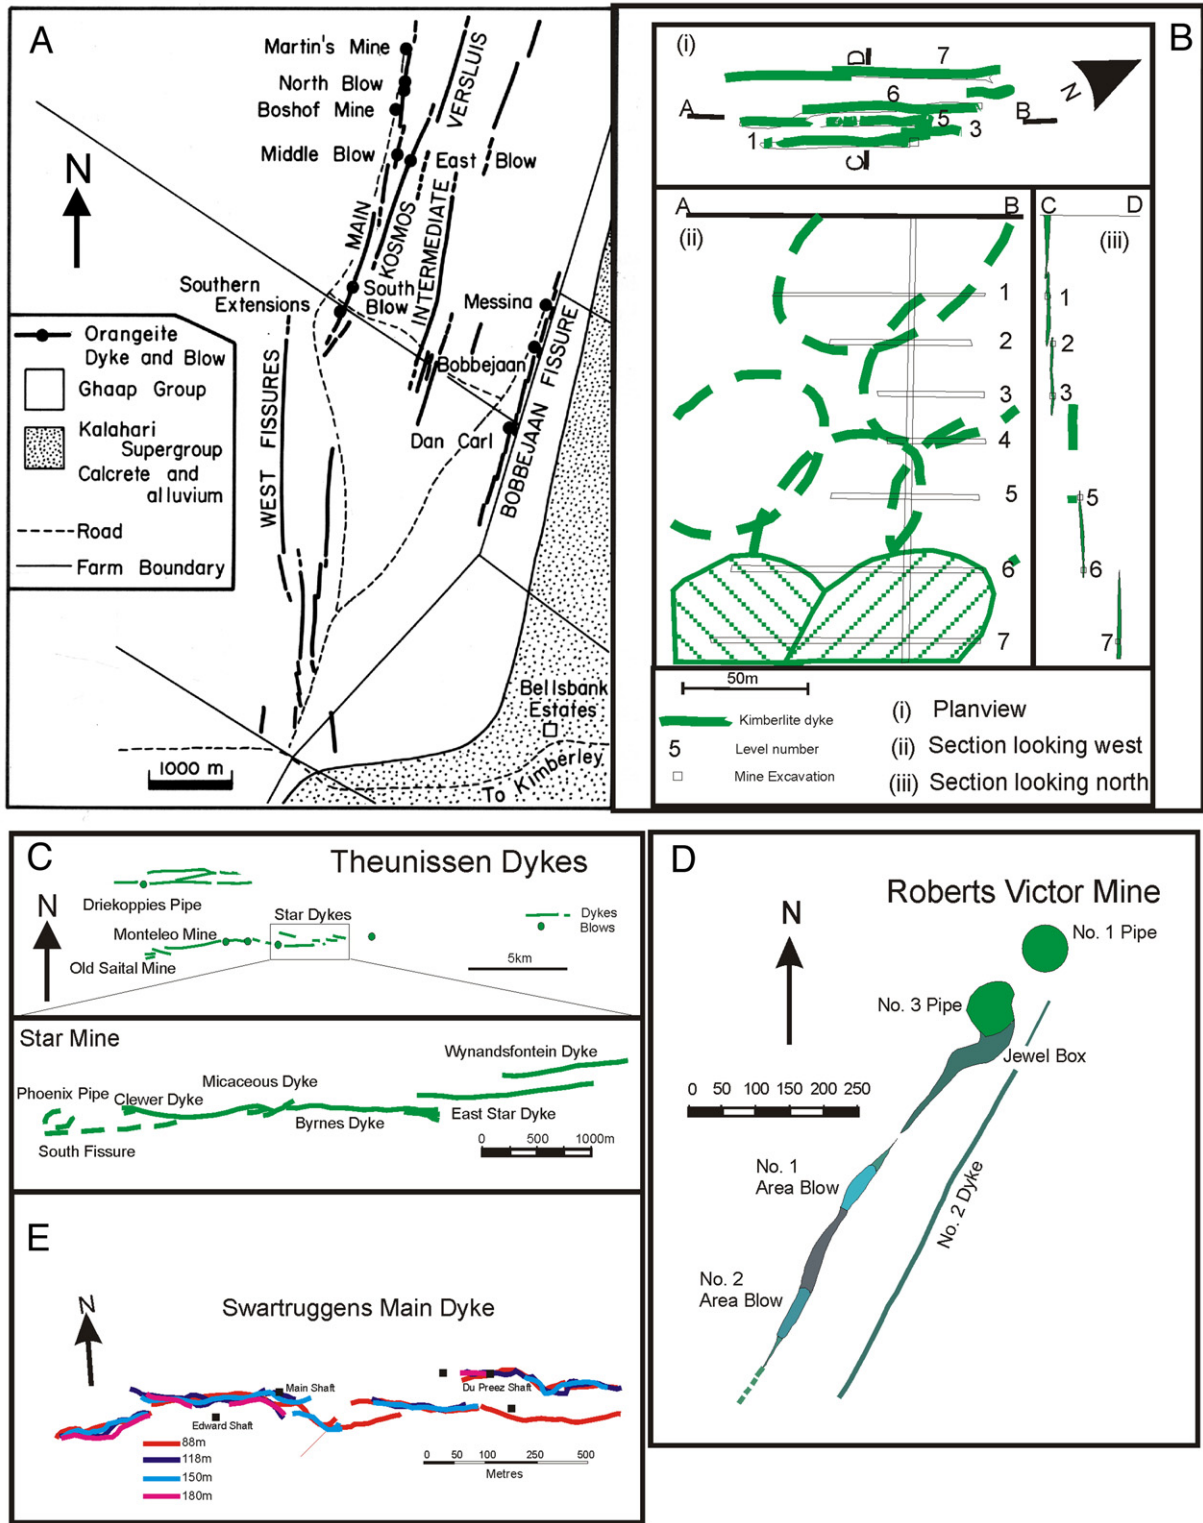 A
Martin's Mine
North Blow
Boshof Mine
Middle Blow
VERSLUIS
East Blow
N
MAIN
KOSMOS
INTERMEDIATE
Southern
Extensions
South
Blow
Messina
Bobbejaan
Dan Carl
BOBBEJAAN FISSURE
WEST FISSURES
Orangeite
Dyke and Blow
Ghaap Group
Kalahari
Supergroup
Calcrete and
alluvium
Road
Farm Boundary
Bellsbank
Estates
1000 m
To Kimberley
B
(i)
D
7
6
A
5
B
3
1
C
N
A
B
(ii)
1
2
3
4
5
6
7
C
D
(iii)
1
2
3
5
6
7
50m
Kimberlite dyke
5
Level number
Mine Excavation
(i) Planview
(ii) Section looking west
(iii) Section looking north
C
Theunissen Dykes
N
Driekoppies Pipe
Star Dykes
Monteleo Mine
Old Saital Mine
Dykes
Blows
5km
Star Mine
Wynandsfontein Dyke
Phoenix Pipe
Clewer Dyke
Micaceous Dyke
Byrnes Dyke
East Star Dyke
South Fissure
0 500 1000m
D
Roberts Victor Mine
N
No. 1 Pipe
No. 3 Pipe
Jewel Box
0 50 100 150 200 250
No. 1
Area Blow
No. 2 Dyke
No. 2
Area Blow
E
N
Swartruggens Main Dyke
Main Shaft
Du Preez Shaft
Edward Shaft
88m
118m
150m
180m
0 50 100 250 500
Metres